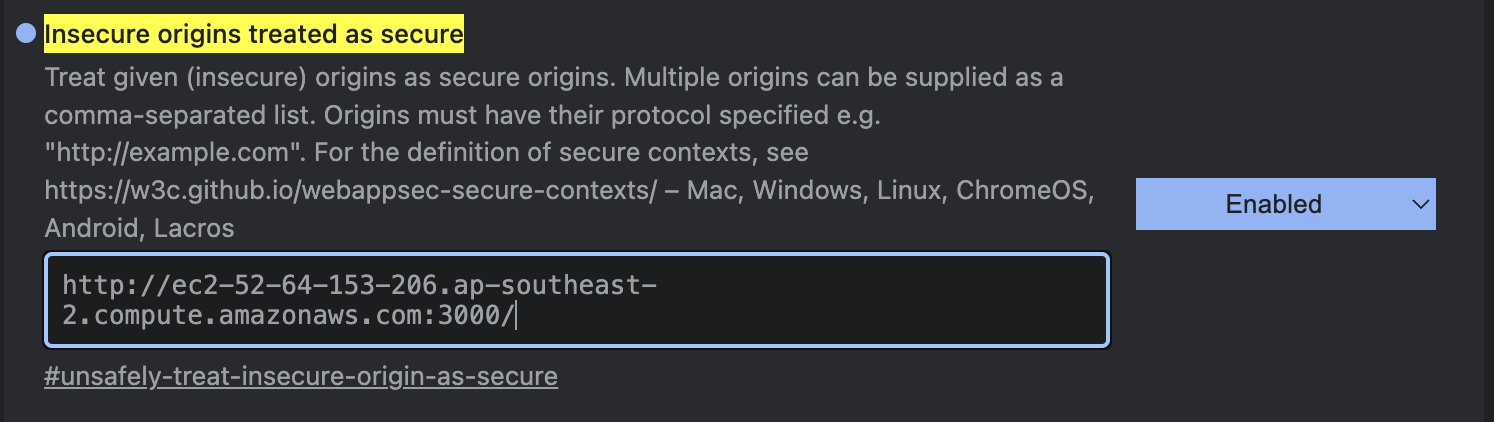 Insecure origins treated as secure
Treat given (insecure) origins as secure origins. Multiple origins can be supplied as a
comma-separated list. Origins must have their protocol specified e.g.
"http://example.com". For the definition of secure contexts, see
https://w3c.github.io/webappsec-secure-contexts/ – Mac, Windows, Linux, ChromeOS,
Android, Lacros
Enabled
http://ec2-52-64-153-206.ap-southeast-
2.compute.amazonaws.com:3000/
#unsafely-treat-insecure-origin-as-secure